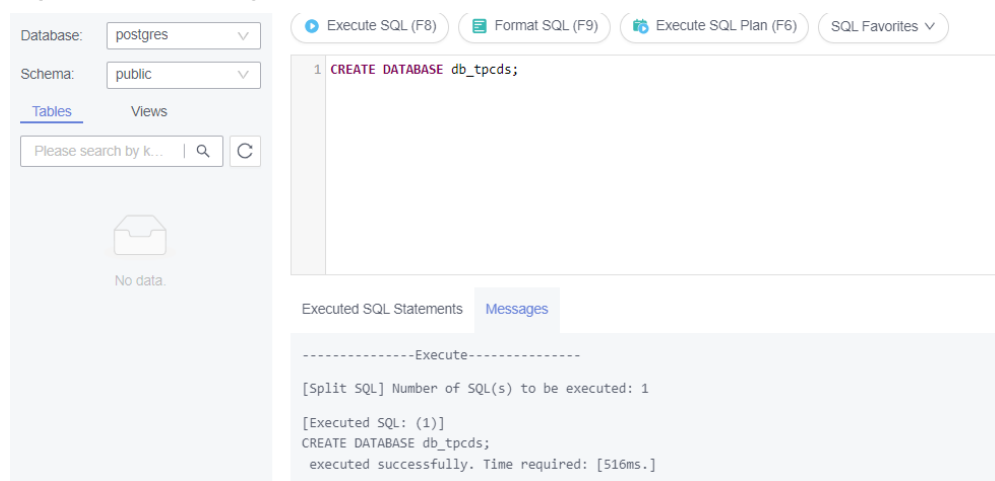 Database: postgres
Schema: public
Tables Views
Please search by k...
No data.
Execute SQL (F8) Format SQL (F9) Execute SQL Plan (F6) SQL Favorites
1 CREATE DATABASE db_tpcds;
Executed SQL Statements Messages
---------------Execute---------------
[Split SQL] Number of SQL(s) to be executed: 1
[Executed SQL: (1)]
CREATE DATABASE db_tpcds;
executed successfully. Time required: [516ms.]